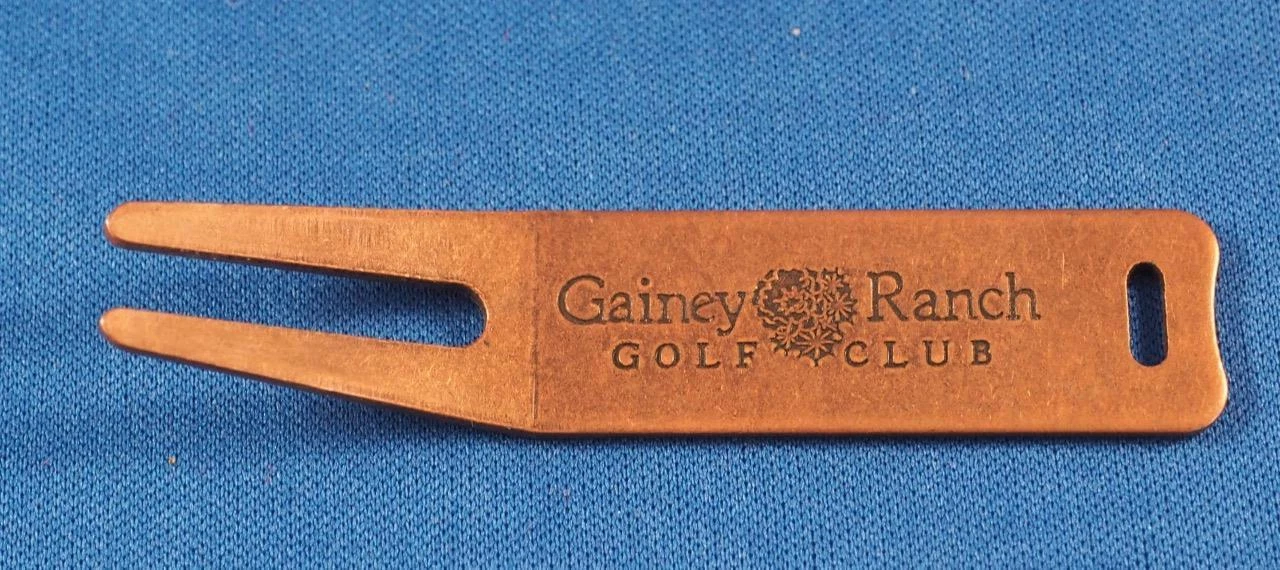 Gainey Ranch
GOLF CLUB